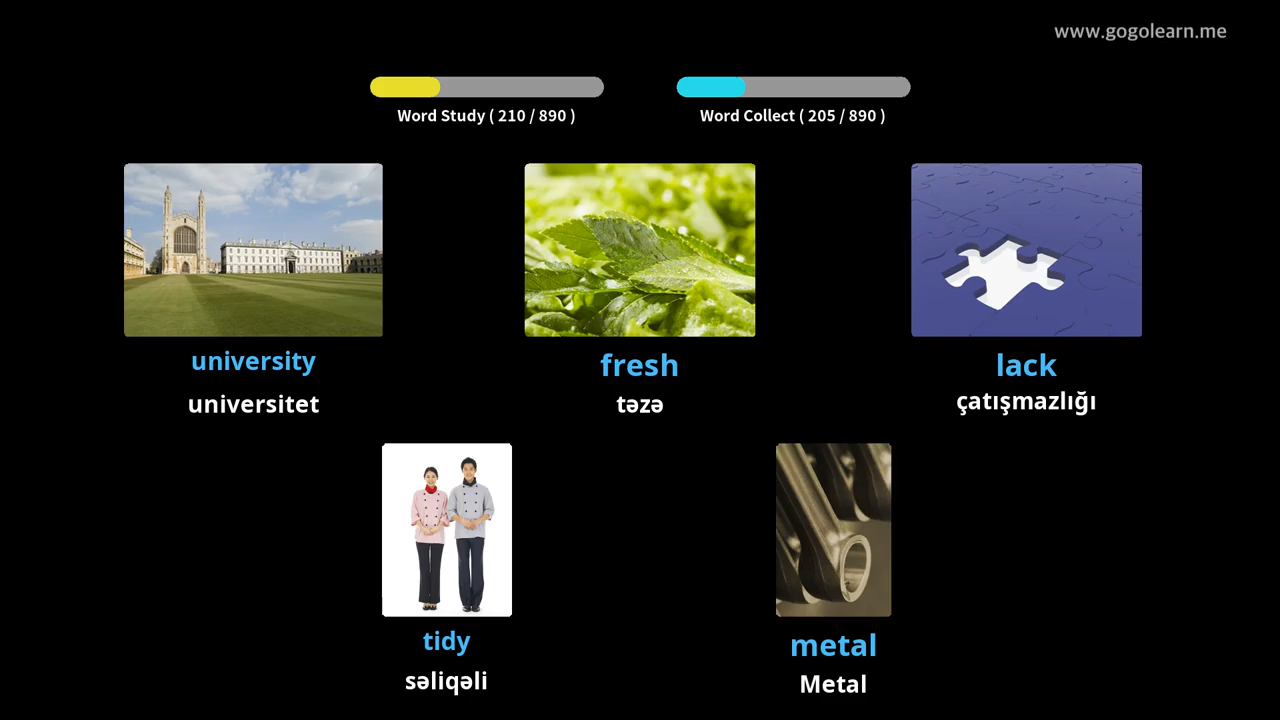 www.gogolearn.me
Word Study ( 210 / 890 )
Word Collect ( 205 / 890 )
university
universitet
fresh
təzə
lack
çatışmazlığı
tidy
səliqəli
metal
Metal